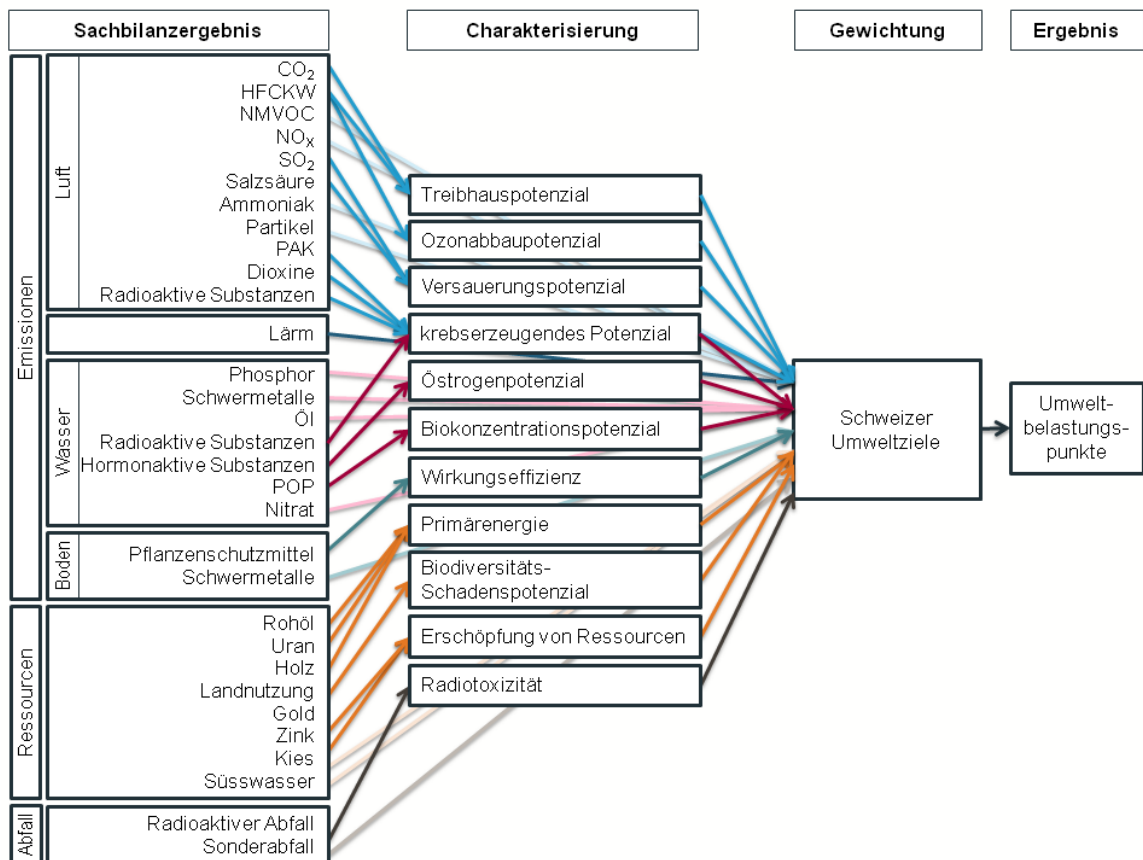 Sachbilanzergebnis
Charakterisierung
Gewichtung
Ergebnis
Emissionen
Luft
CO₂
HFCKW
NMVOC
NOₓ
SO₂
Salzsäure
Ammoniak
Partikel
PAK
Dioxine
Radioaktive Substanzen
Lärm
Wasser
Phosphor
Schwermetalle
Öl
Radioaktive Substanzen
Hormonaktive Substanzen
POP
Nitrat
Boden
Pflanzenschutzmittel
Schwermetalle
Ressourcen
Rohöl
Uran
Holz
Landnutzung
Gold
Zink
Kies
Süsswasser
Abfall
Radioaktiver Abfall
Sonderabfall
Treibhauspotenzial
Ozonabbaupotenzial
Versauerungspotenzial
krebserzeugendes Potenzial
Östrogenpotenzial
Biokonzentrationspotenzial
Wirkungseffizienz
Primärenergie
Biodiversitäts-
Schadenspotenzial
Erschöpfung von Ressourcen
Radiotoxizität
Schweizer
Umweltziele
Umwelt-
belastungs-
punkte